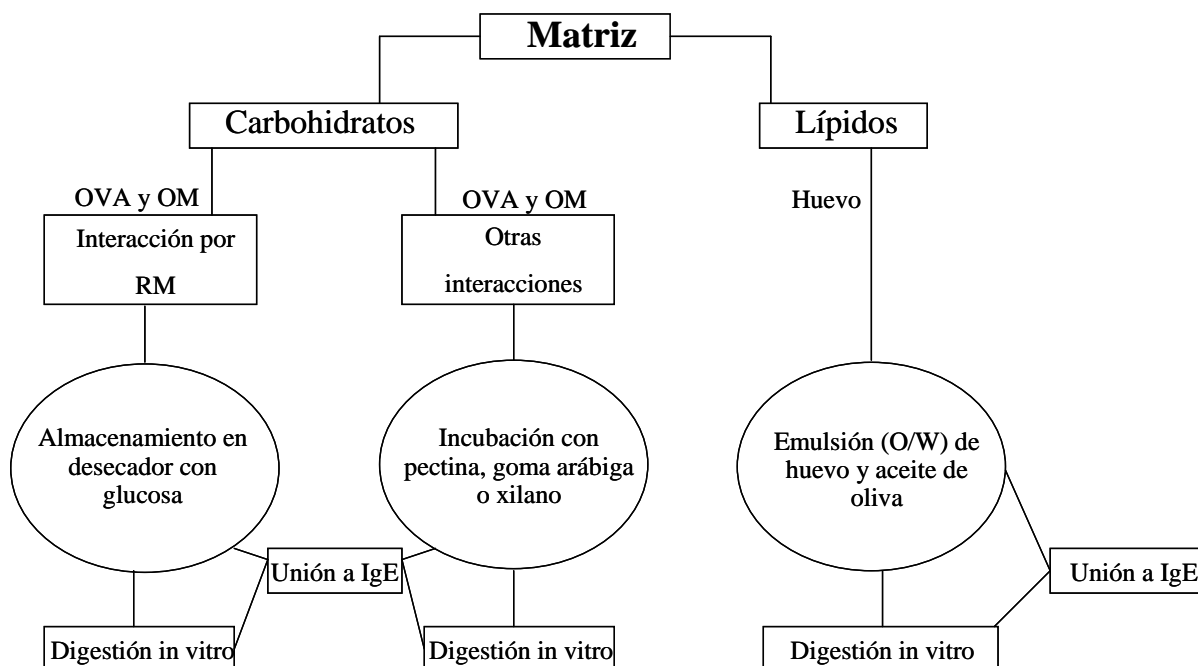 Matriz
Carbohidratos
Lípidos
OVA y OM
OVA y OM
Huevo
Interacción por
RM
Otras
interacciones
Almacenamiento en
desecador con
glucosa
Incubación con
pectina, goma arábiga
o xilano
Emulsión (O/W) de
huevo y aceite de
oliva
Unión a IgE
Unión a IgE
Digestión in vitro
Digestión in vitro
Digestión in vitro